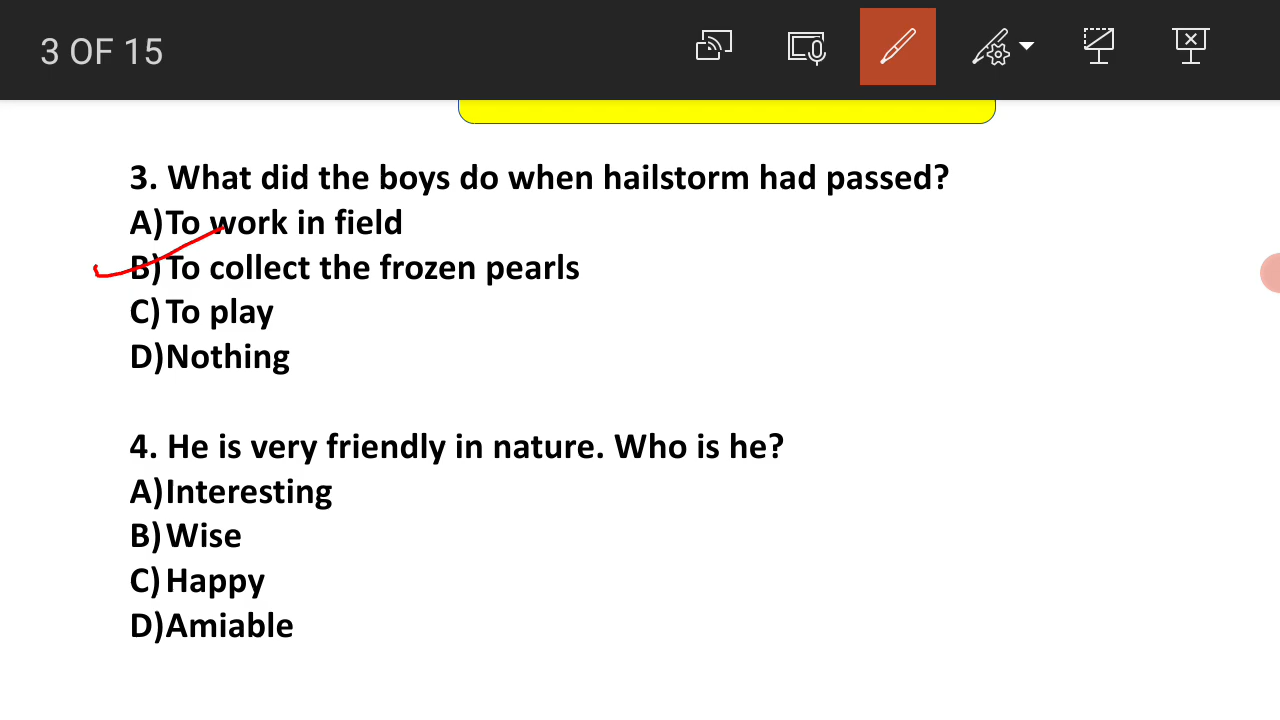 3 OF 15
3. What did the boys do when hailstorm had passed?
A)To work in field
B)To collect the frozen pearls
C)To play
D)Nothing
4. He is very friendly in nature. Who is he?
A)Interesting
B)Wise
C)Happy
D)Amiable